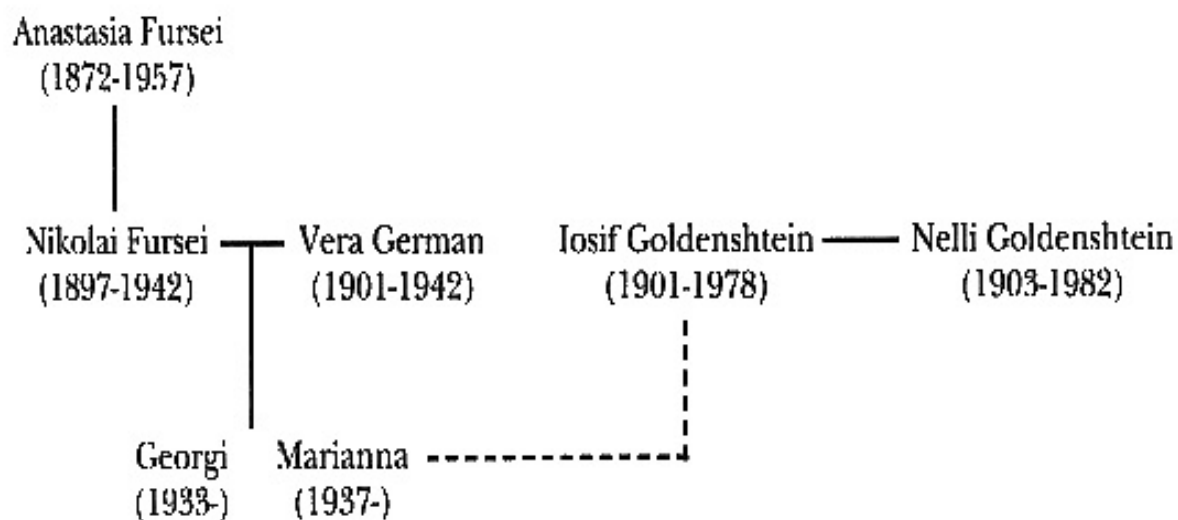 Anastasia Fursei
(1872-1957)
Nikolai Fursei Vera German Iosif Goldenshtein Nelli Goldenshtein
(1897-1942) (1901-1942) (1901-1978) (1903-1982)
Georgi Marianna
(1933-) (1937-)